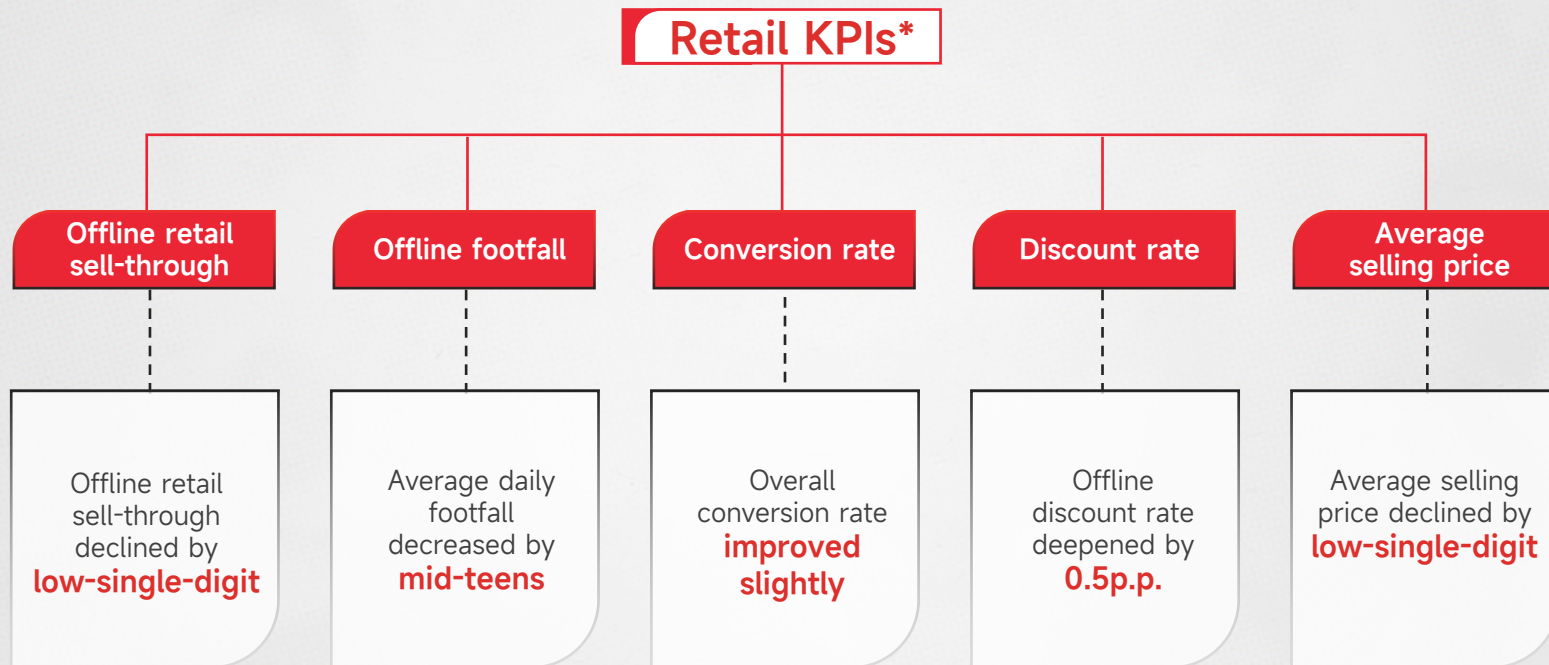 Retail KPIs*
Offline retail
sell-through
Offline footfall
Conversion rate
Discount rate
Average
selling price
Offline retail
sell-through
declined by
low-single-digit
Average daily
footfall
decreased by
mid-teens
Overall
conversion rate
improved
slightly
Offline
discount rate
deepened by
0.5p.p.
Average selling
price declined by
low-single-digit